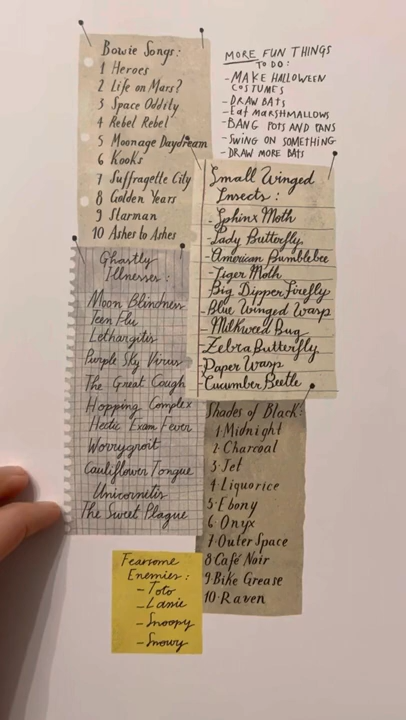 Bowie Songs:
1 Heroes
2 Life on Mars?
3 Space Oddity
4 Rebel Rebel
5 Moonage Daydream
6 Kooks
7 Suffragette City
8 Golden Years
9 Starman
10 Ashes to Ashes
MORE FUN THINGS
TO DO:
- MAKE HALLOWEEN
COSTUMES
- DRAW BATS
- EAT MARSHMALLOWS
- BANG POTS AND PANS
- SWING ON SOMETHING
- DRAW MORE BATS
Small Winged
Insects:
- Sphinx Moth
- Lady Butterfly
- American Bumblebee
- Tiger Moth
- Big Dipper Firefly
- Blue Winged Wasp
- Milkweed Bug
- Zebra Butterfly
- Paper Wasp
- Cucumber Beetle
Ghastly
Illnesses:
Moon Blindness
Teen Flu
Lethargitis
Purple Sky Virus
The Great Cough
Hopping Complex
Hectic Exam Fever
Worrygroit
Cauliflower Tongue
Unicornetis
The Sweet Plague
Shades of Black:
1 Midnight
2 Charcoal
3 Jet
4 Liquorice
5 Ebony
6 Onyx
7 Outer Space
8 Café Noir
9 Bike Grease
10 Raven
Fearsome
Enemies:
- Toto
- Lassie
- Snoopy
- Snowy